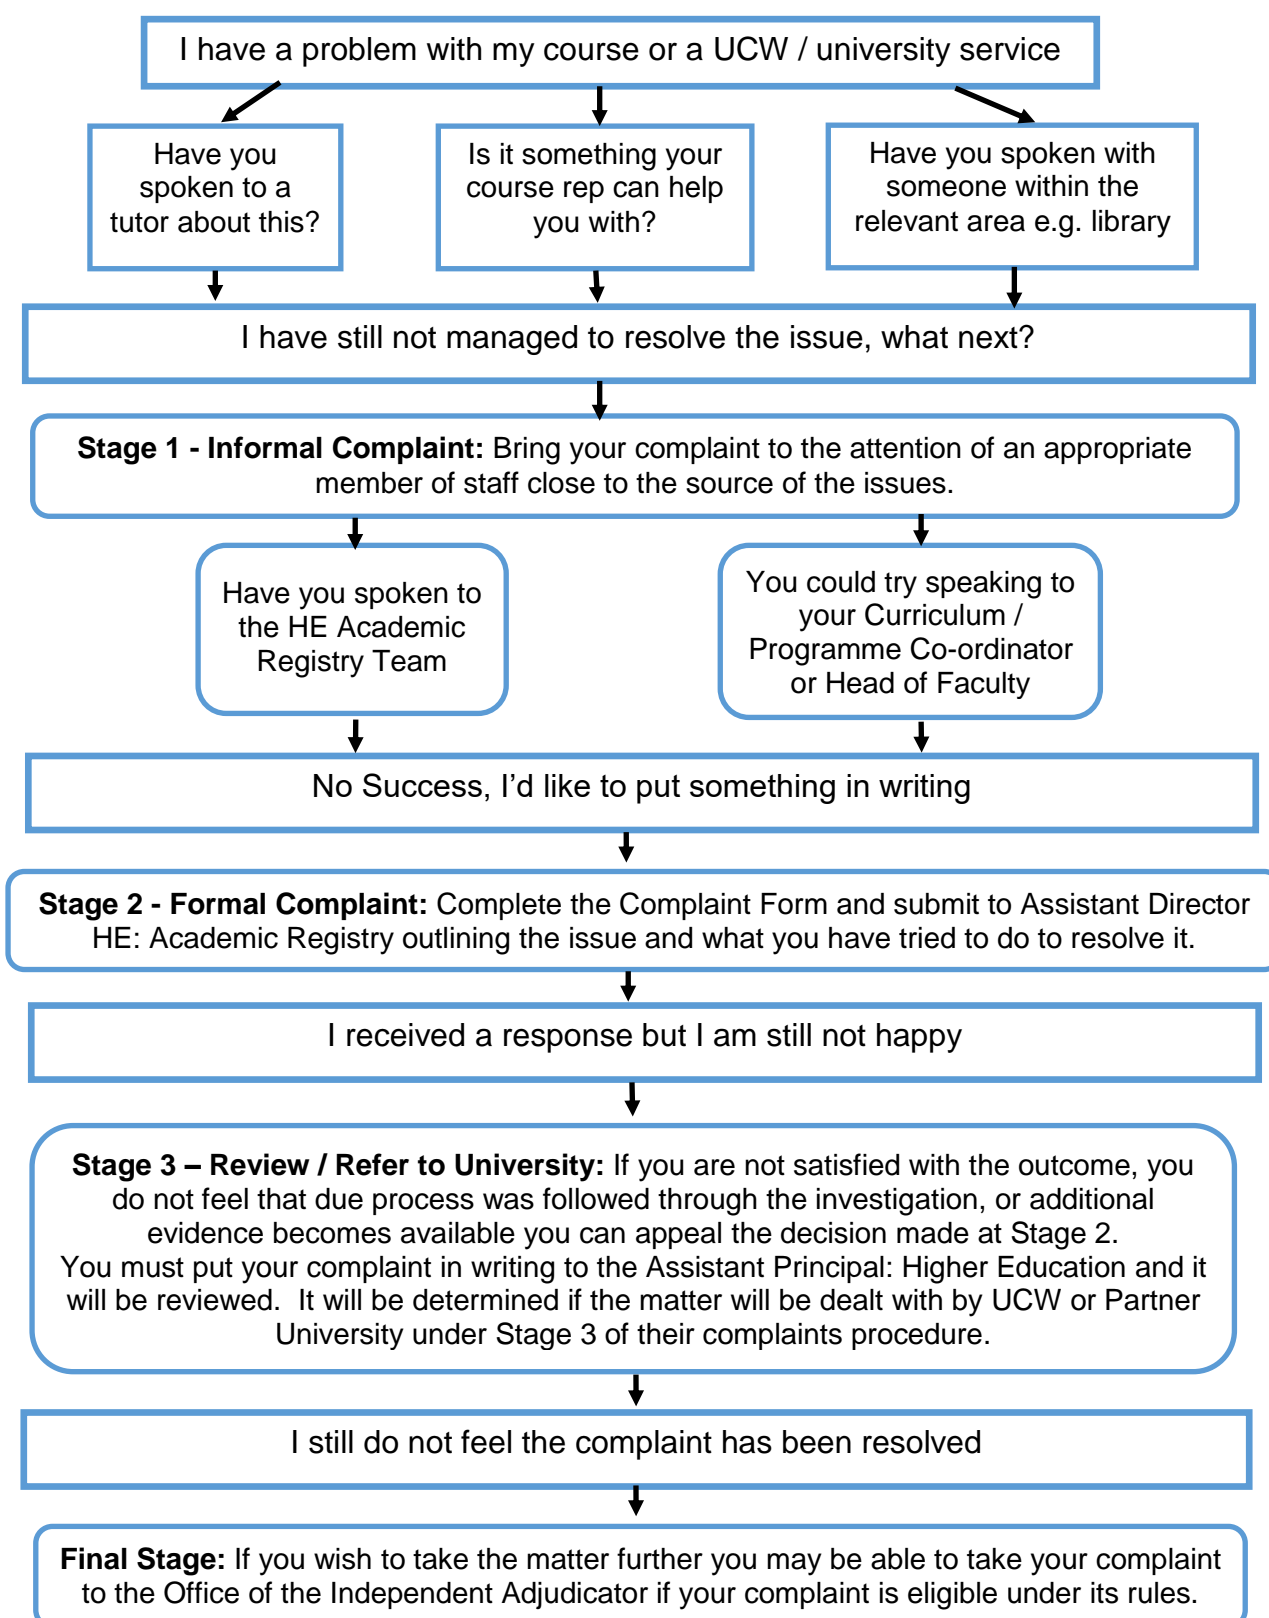 I have a problem with my course or a UCW / university service
Have you
spoken to a
tutor about this?
Is it something your
course rep can help
you with?
Have you spoken with
someone within the
relevant area e.g. library
I have still not managed to resolve the issue, what next?
Stage 1 - Informal Complaint: Bring your complaint to the attention of an appropriate
member of staff close to the source of the issues.
Have you spoken to
the HE Academic
Registry Team
You could try speaking to
your Curriculum /
Programme Co-ordinator
or Head of Faculty
No Success, I’d like to put something in writing
Stage 2 - Formal Complaint: Complete the Complaint Form and submit to Assistant Director
HE: Academic Registry outlining the issue and what you have tried to do to resolve it.
I received a response but I am still not happy
Stage 3 – Review / Refer to University: If you are not satisfied with the outcome, you
do not feel that due process was followed through the investigation, or additional
evidence becomes available you can appeal the decision made at Stage 2.
You must put your complaint in writing to the Assistant Principal: Higher Education and it
will be reviewed.  It will be determined if the matter will be dealt with by UCW or Partner
University under Stage 3 of their complaints procedure.
I still do not feel the complaint has been resolved
Final Stage: If you wish to take the matter further you may be able to take your complaint
to the Office of the Independent Adjudicator if your complaint is eligible under its rules.